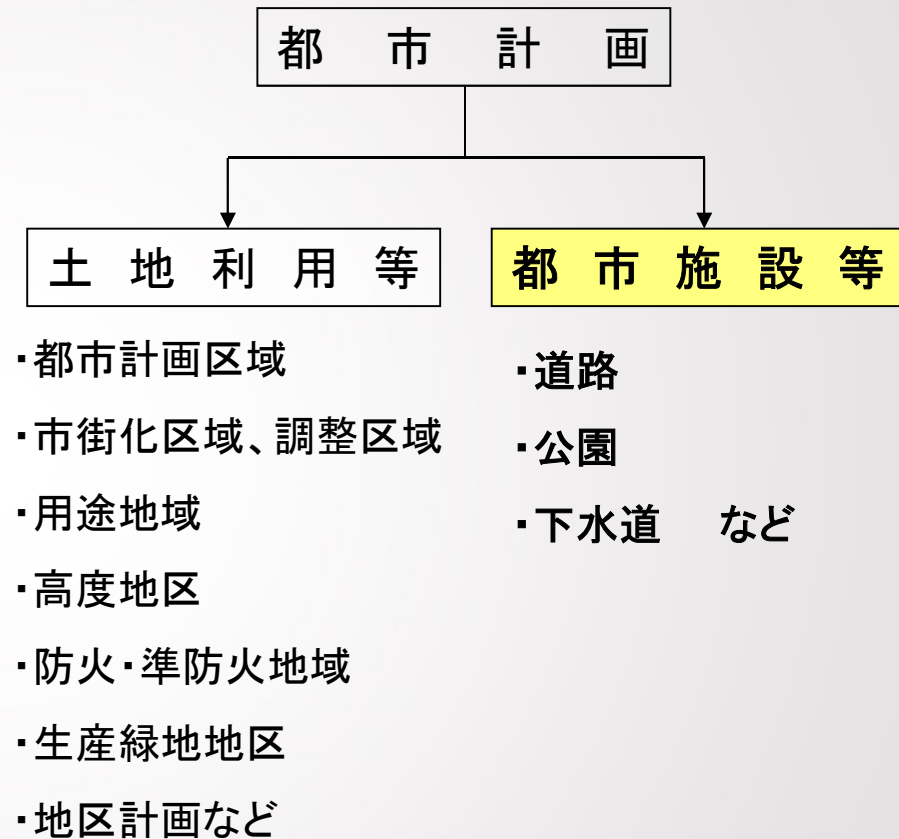 都市計画
土地利用等
・都市計画区域
・市街化区域、調整区域
・用途地域
・高度地区
・防火・準防火地域
・生産緑地地区
・地区計画など
都市施設等
・道路
・公園
・下水道　など